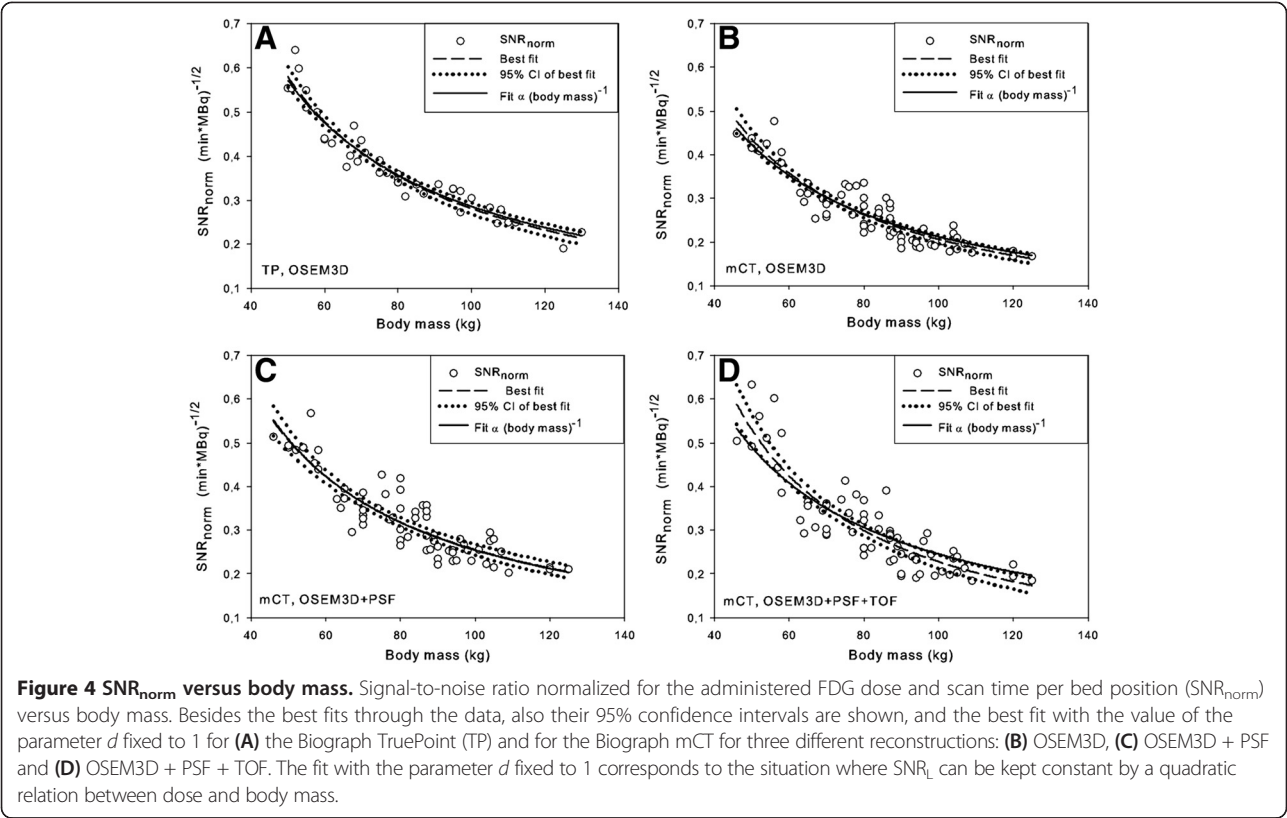 A
SNRnorm (min*MBq)-1/2
0,7
0,6
0,5
0,4
0,3
0,2
0,1
SNRnorm
Best fit
95% CI of best fit
Fit α (body mass)-1
TP, OSEM3D
40 60 80 100 120 140
Body mass (kg)
B
SNRnorm (min*MBq)-1/2
0,7
0,6
0,5
0,4
0,3
0,2
0,1
SNRnorm
Best fit
95% CI of best fit
Fit α (body mass)-1
mCT, OSEM3D
40 60 80 100 120 140
Body mass (kg)
C
SNRnorm (min*MBq)-1/2
0,7
0,6
0,5
0,4
0,3
0,2
0,1
SNRnorm
Best fit
95% CI of best fit
Fit α (body mass)-1
mCT, OSEM3D+PSF
40 60 80 100 120 140
Body mass (kg)
D
SNRnorm (min*MBq)-1/2
0,7
0,6
0,5
0,4
0,3
0,2
0,1
SNRnorm
Best fit
95% CI of best fit
Fit α (body mass)-1
mCT, OSEM3D+PSF+TOF
40 60 80 100 120 140
Body mass (kg)
Figure 4 SNRnorm versus body mass. Signal-to-noise ratio normalized for the administered FDG dose and scan time per bed position (SNRnorm)
versus body mass. Besides the best fits through the data, also their 95% confidence intervals are shown, and the best fit with the value of the
parameter d fixed to 1 for (A) the Biograph TruePoint (TP) and for the Biograph mCT for three different reconstructions: (B) OSEM3D, (C) OSEM3D + PSF
and (D) OSEM3D + PSF + TOF. The fit with the parameter d fixed to 1 corresponds to the situation where SNRL can be kept constant by a quadratic
relation between dose and body mass.